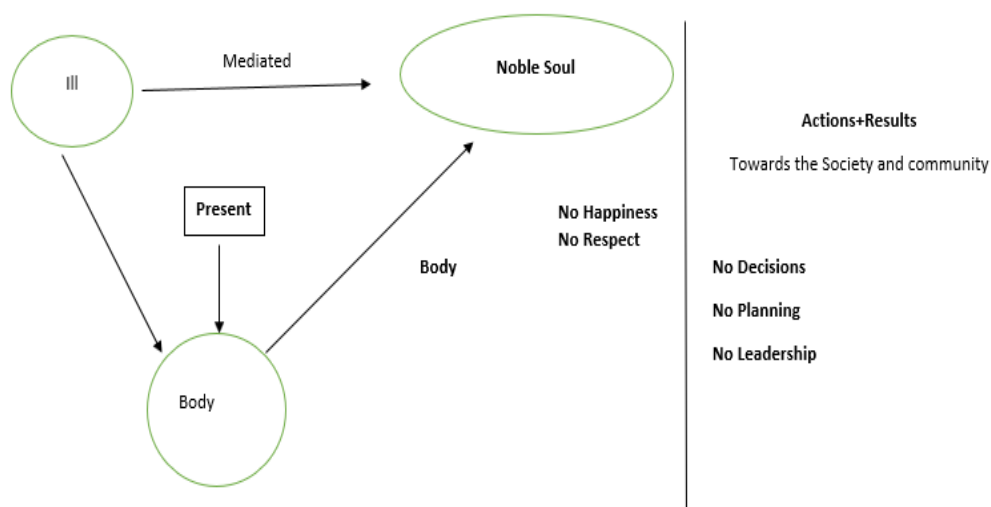 Ill
Mediated
Noble Soul
Present
Body
Body
No Happiness
No Respect
Actions+Results
Towards the Society and community
No Decisions
No Planning
No Leadership